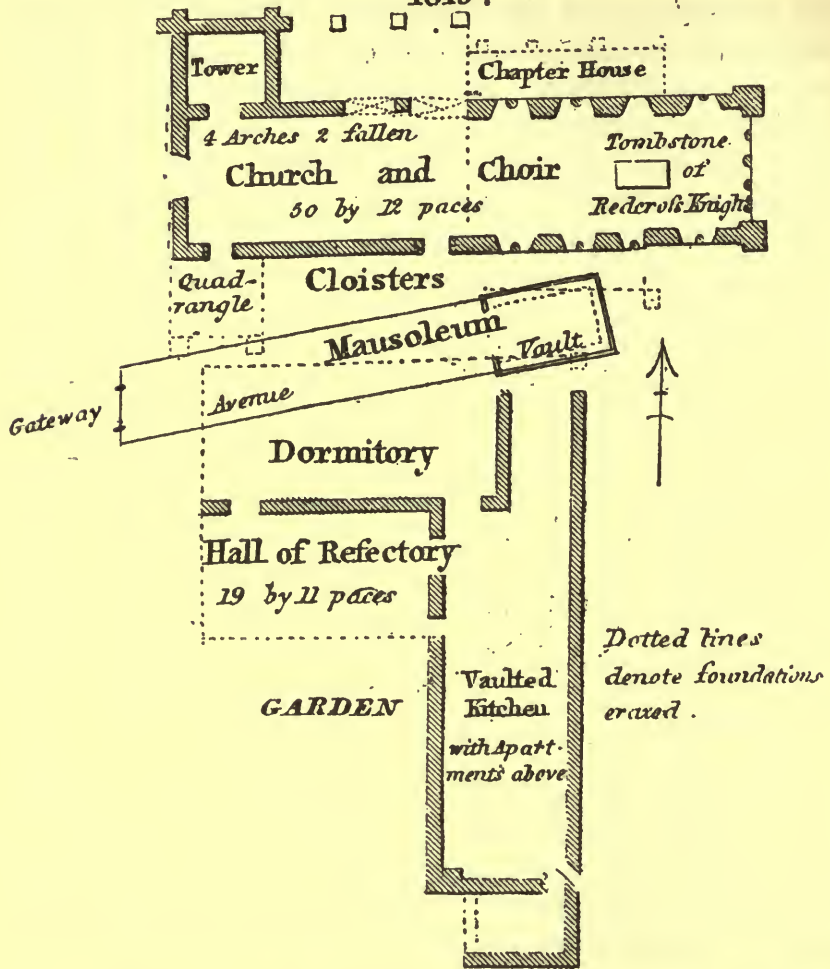 1815.
Tower
Chapter House
4 Arches 2 fallen
Church and Choir
50 by 12 paces
Tombstone
of
Redcroſs Knight
Quad-
rangle
Cloisters
Mausoleum
Vault
Avenue
Gateway
Dormitory
Hall of Refectory
19 by 11 paces
GARDEN
Vaulted
Kitchen
with Apart-
ments above
Dotted lines
denote foundations
eraxed.